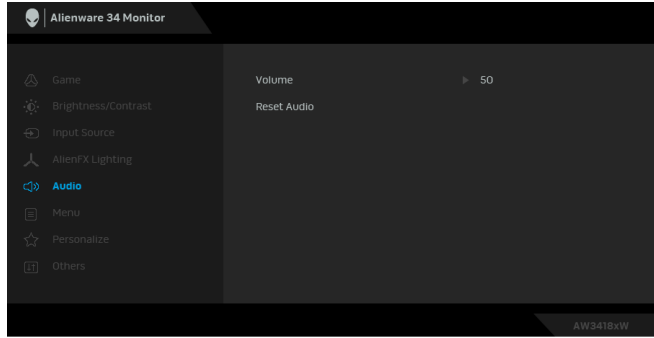 Alienware 34 Monitor
Game
Volume 50
Brightness/Contrast
Reset Audio
Input Source
AlienFX Lighting
Audio
Menu
Personalize
Others
AW3418xW